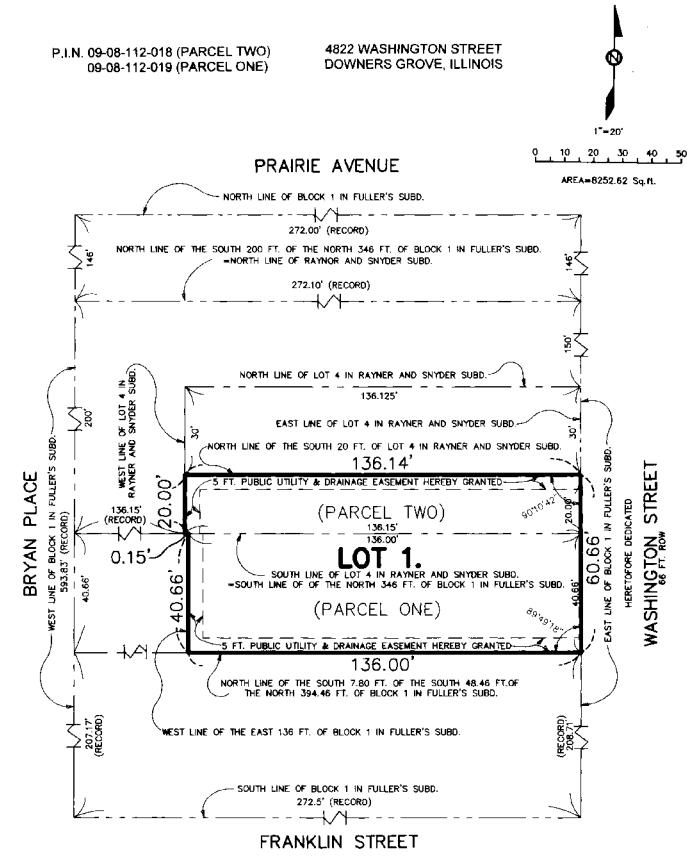 P.I.N. 09-08-112-018 (PARCEL TWO)
09-08-112-019 (PARCEL ONE)
4822 WASHINGTON STREET
DOWNERS GROVE, ILLINOIS
N
1"=20'
0 10 20 30 40 50
AREA=8252.62 Sq.ft.
PRAIRIE AVENUE
NORTH LINE OF BLOCK 1 IN FULLER'S SUBD.
272.00' (RECORD)
146'
146'
NORTH LINE OF THE SOUTH 200 FT. OF THE NORTH 346 FT. OF BLOCK 1 IN FULLER'S SUBD.
=NORTH LINE OF RAYNOR AND SNYDER SUBD.
272.10' (RECORD)
150'
NORTH LINE OF LOT 4 IN RAYNER AND SNYDER SUBD.
136.125'
EAST LINE OF LOT 4 IN RAYNER AND SNYDER SUBD.
30'
30'
NORTH LINE OF THE SOUTH 20 FT. OF LOT 4 IN RAYNER AND SNYDER SUBD.
WEST LINE OF LOT 4 IN
RAYNER AND SNYDER SUBD.
200'
136.14'
5 FT. PUBLIC UTILITY & DRAINAGE EASEMENT HEREBY GRANTED
90°10'42"
20.00'
20.00'
(PARCEL TWO)
136.15'
(RECORD)
136.15'
136.00'
0.15'
LOT 1.
SOUTH LINE OF LOT 4 IN RAYNER AND SNYDER SUBD.
=SOUTH LINE OF OF THE NORTH 346 FT. OF BLOCK 1 IN FULLER'S SUBD.
(PARCEL ONE)
40.66'
40.66'
40.66'
60.66'
89°49'18"
5 FT. PUBLIC UTILITY & DRAINAGE EASEMENT HEREBY GRANTED
136.00'
NORTH LINE OF THE SOUTH 7.80 FT. OF THE SOUTH 48.46 FT.OF
THE NORTH 394.46 FT. OF BLOCK 1 IN FULLER'S SUBD.
WEST LINE OF THE EAST 136 FT. OF BLOCK 1 IN FULLER'S SUBD.
BRYAN PLACE
WEST LINE OF BLOCK 1 IN FULLER'S SUBD.
593.83' (RECORD)
EAST LINE OF BLOCK 1 IN FULLER'S SUBD.
HERETOFORE DEDICATED
WASHINGTON STREET
66 FT. ROW
207.17'
(RECORD)
(RECORD)
208.71'
SOUTH LINE OF BLOCK 1 IN FULLER'S SUBD.
272.5' (RECORD)
FRANKLIN STREET